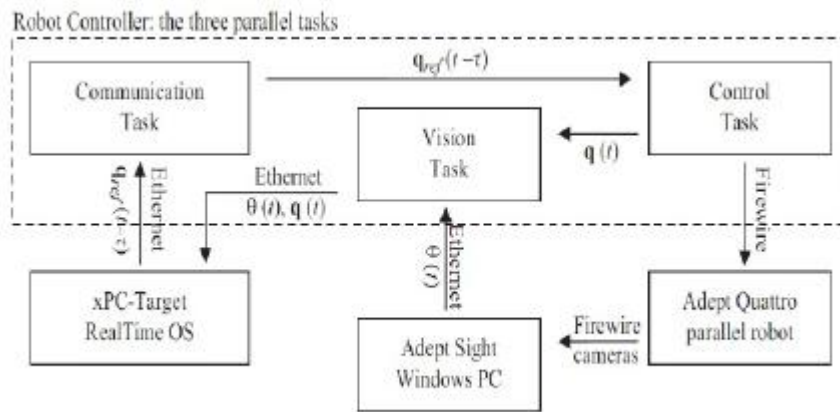 Robot Controller: the three parallel tasks
q_ref(t−τ)
Communication
Task
Control
Task
Vision
Task
q (t)
Ethernet
θ (t), q (t)
Ethernet
q_ref(t−τ)
Ethernet
θ (t)
Firewire
xPC-Target
RealTime OS
Adept Sight
Windows PC
Firewire
cameras
Adept Quattro
parallel robot